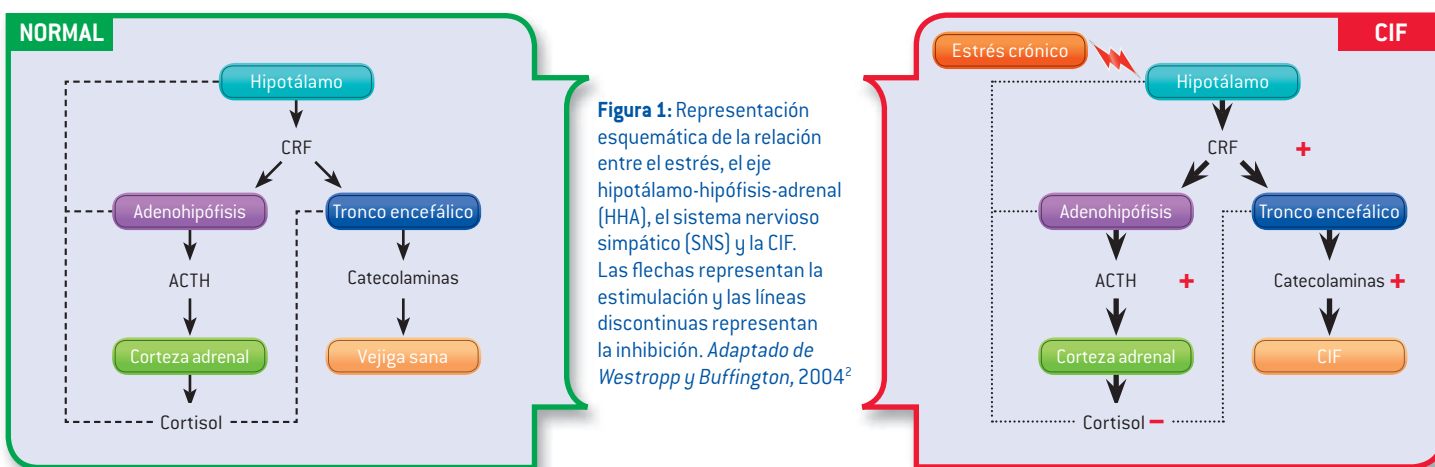 NORMAL
Hipotálamo
CRF
Adenohipófisis
Tronco encefálico
ACTH
Catecolaminas
Corteza adrenal
Vejiga sana
Cortisol
Figura 1: Representación
esquemática de la relación
entre el estrés, el eje
hipotálamo-hipófisis-adrenal
(HHA), el sistema nervioso
simpático (SNS) y la CIF.
Las flechas representan la
estimulación y las líneas
discontinuas representan
la inhibición. Adaptado de
Westropp y Buffington, 2004²
CIF
Estrés crónico
Hipotálamo
CRF +
Adenohipófisis
Tronco encefálico
ACTH +
Catecolaminas +
Corteza adrenal
CIF
Cortisol −